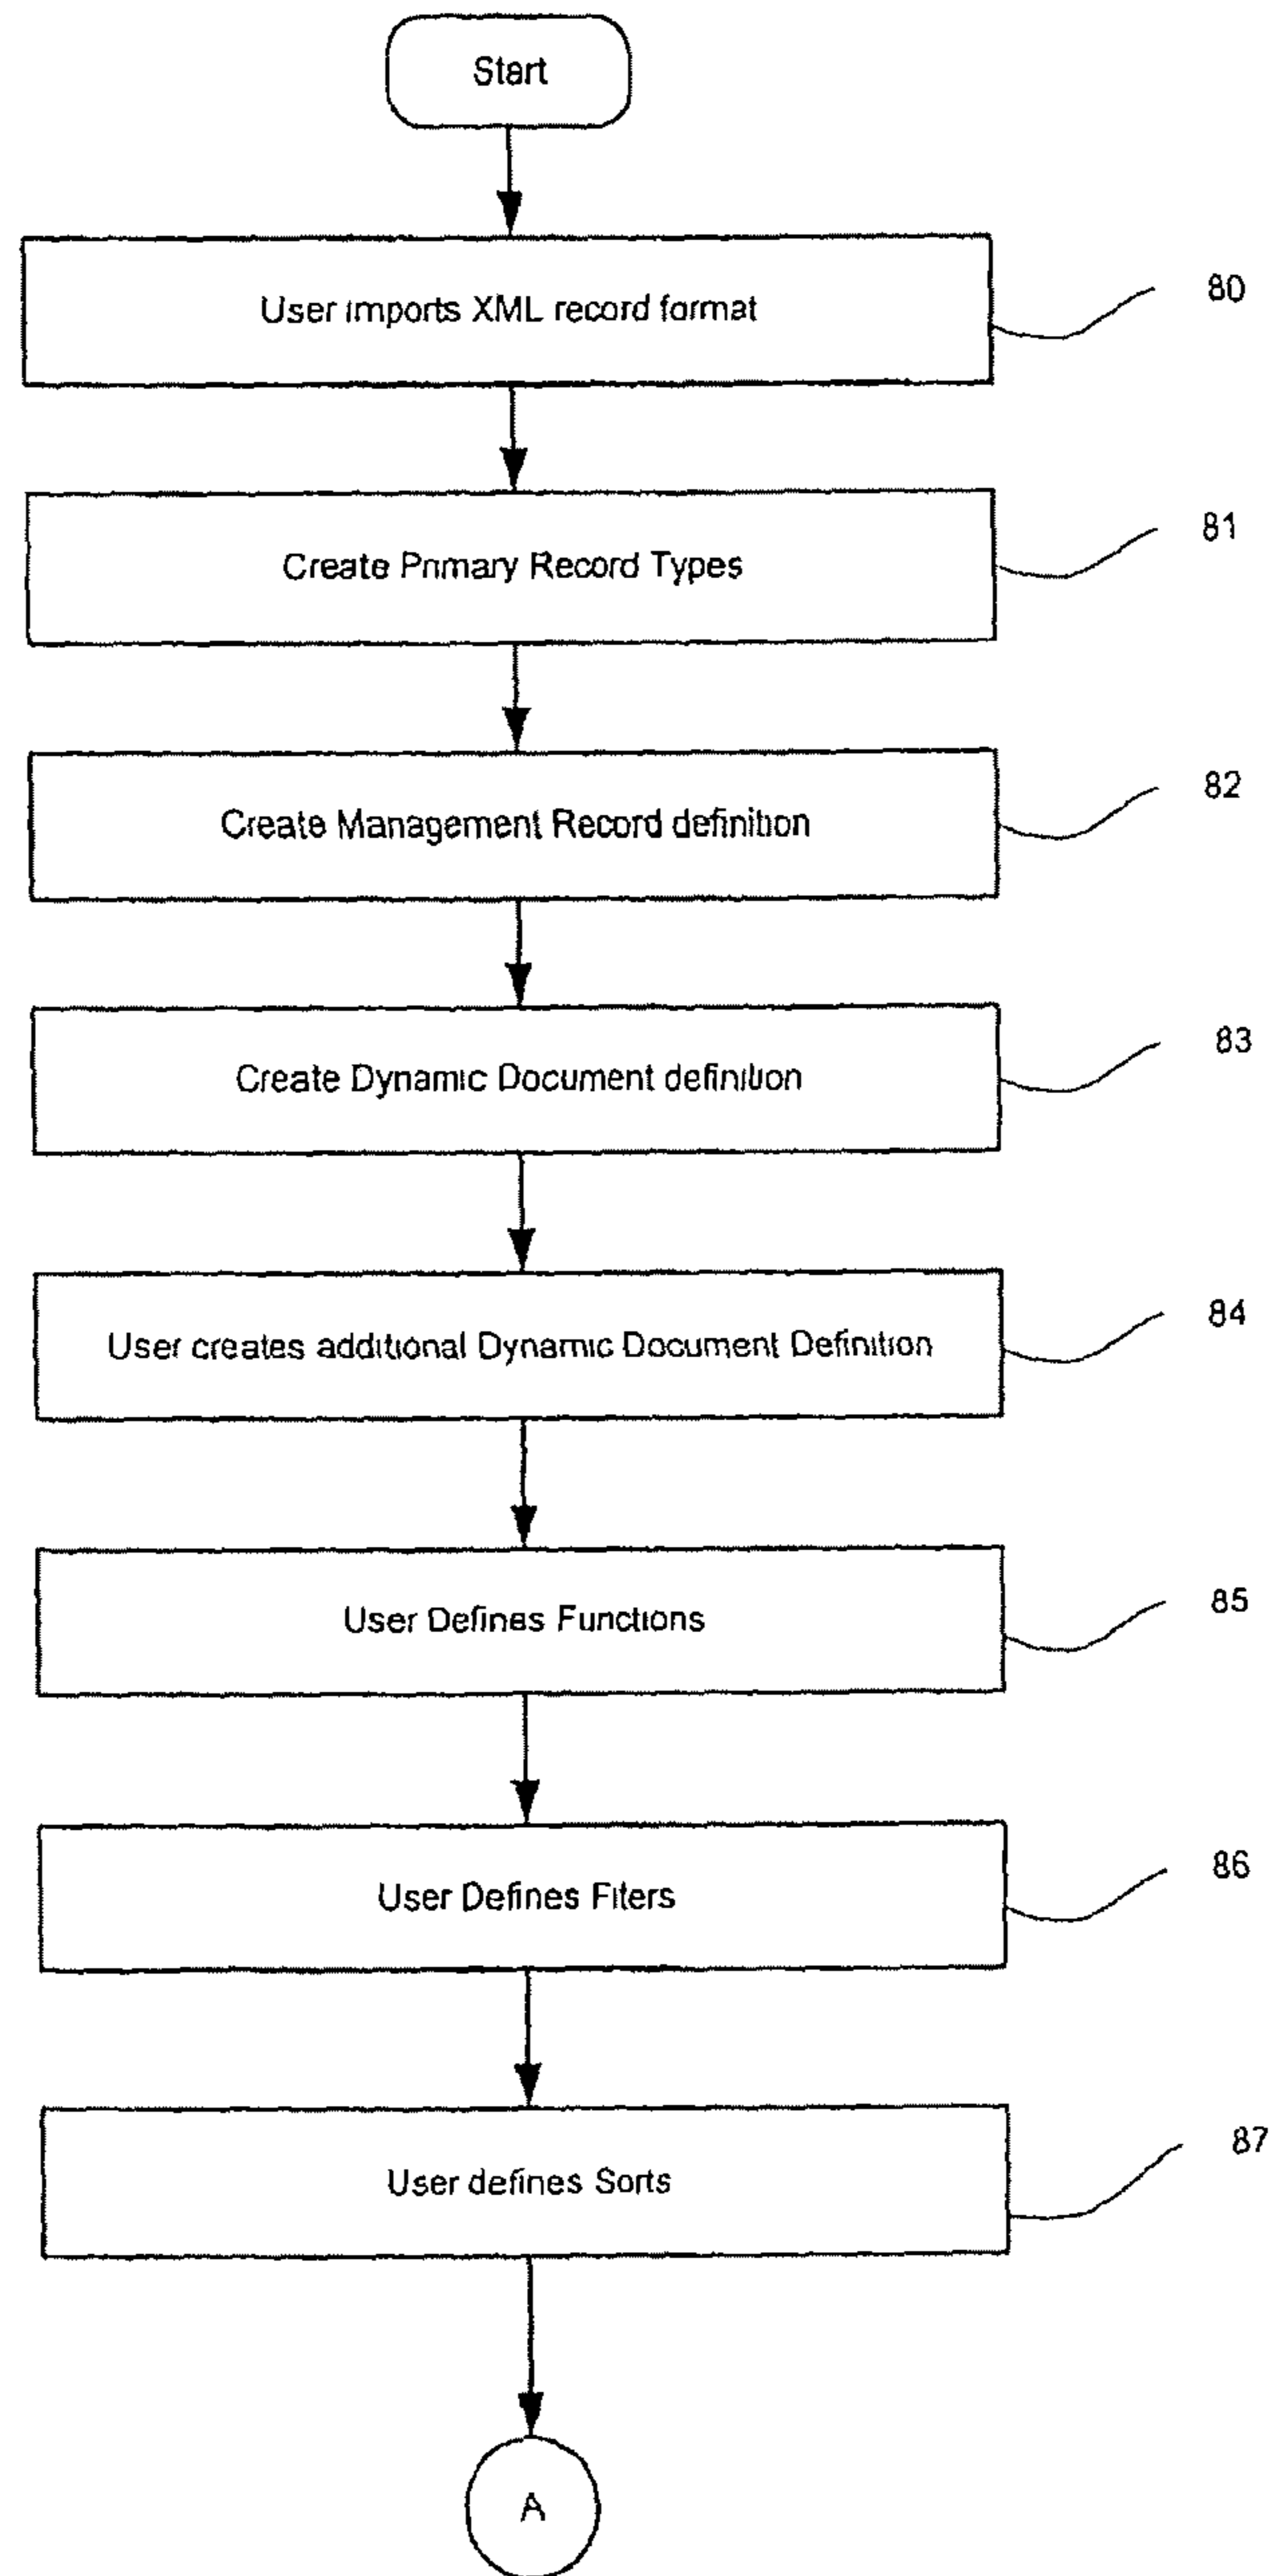 Start
User imports XML record format
80
Create Primary Record Types
81
Create Management Record definition
82
Create Dynamic Document definition
83
User creates additional Dynamic Document Definition
84
User Defines Functions
85
User Defines Fiters
86
User defines Sorts
87
A